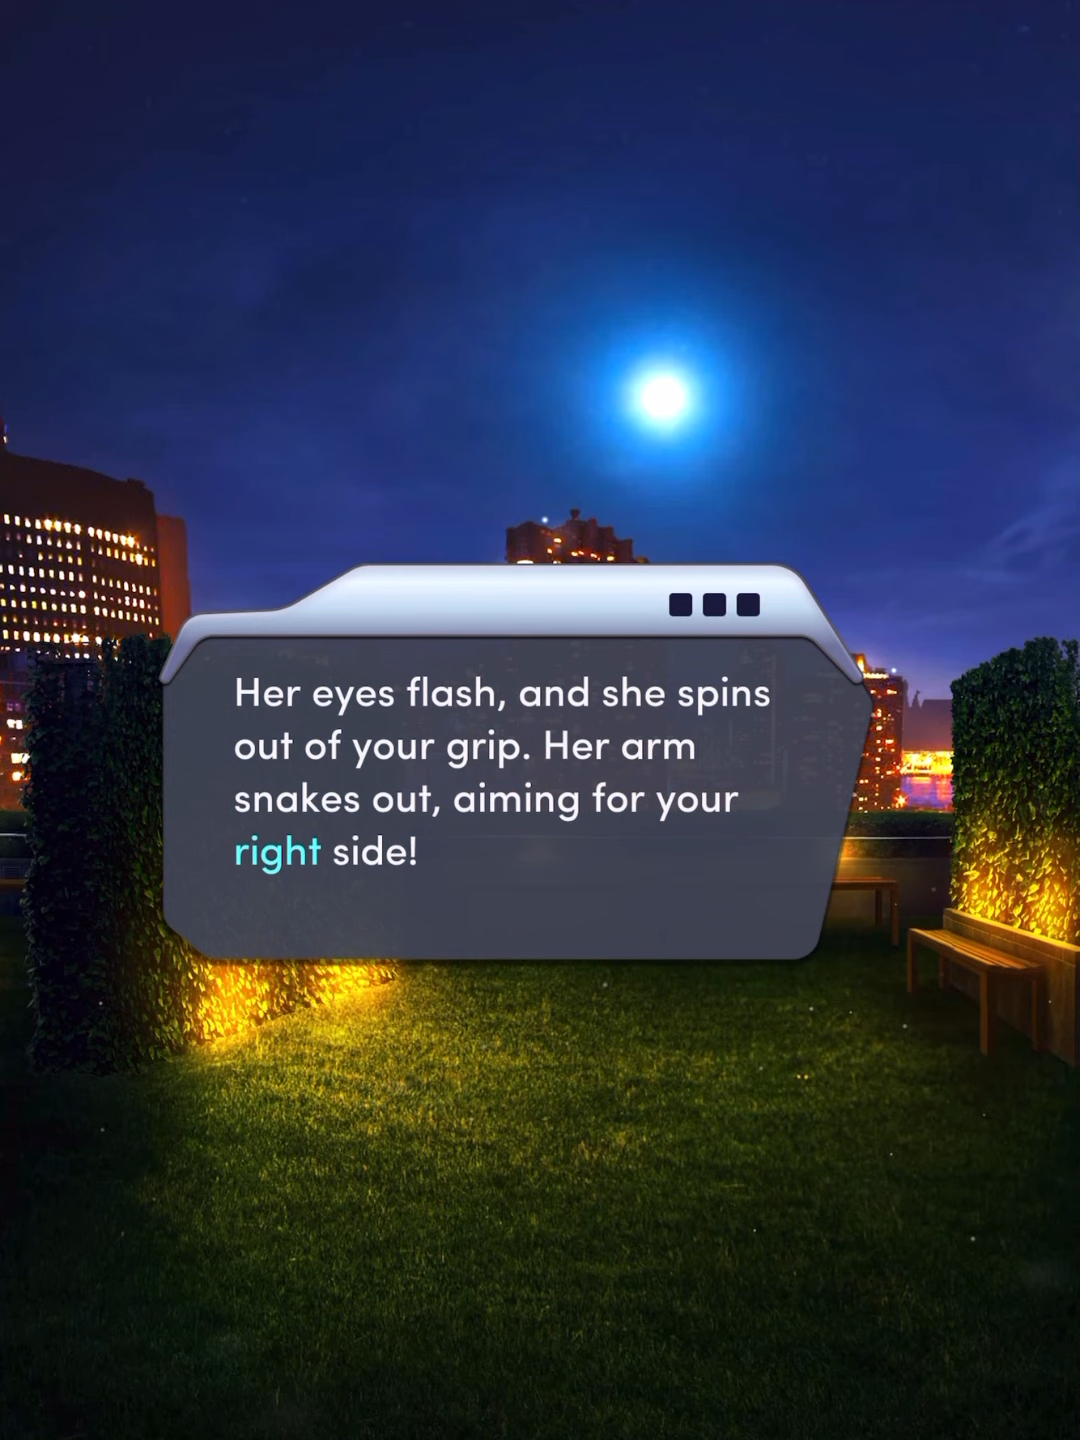 Her eyes flash, and she spins
out of your grip. Her arm
snakes out, aiming for your
right side!